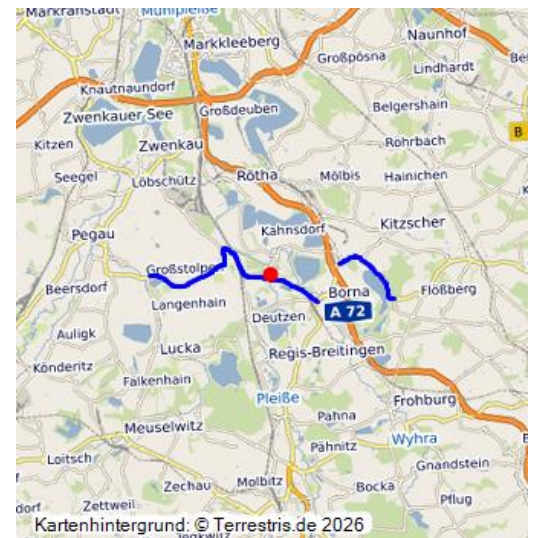 Markranstädt
Mühlpleiße
Naunhof
Markkleeberg
Großpösna
Lindhardt
Knautnaundorf
Großdeuben
Belgershain
Zwenkauer See
B
Kitzen
Zwenkau
Rohrbach
Seegel
Löbschütz
Rötha
Mölbis
Hainichen
Kitzscher
Pegau
Kahnsdorf
Großstolpen
Beersdorf
Borna
Flößberg
Langenhain
A 72
Deutzen
Auligk
Lucka
Regis-Breitingen
Könderitz
Falkenhain
Pleiße
Frohburg
Pahna
Meuselwitz
Wyhra
Pähnitz
Loitsch
Gnandstein
Zechau
Molbitz
Bocka
Pflug
dorf
Zettweil
Kartenhintergrund: © Terrestris.de 2026